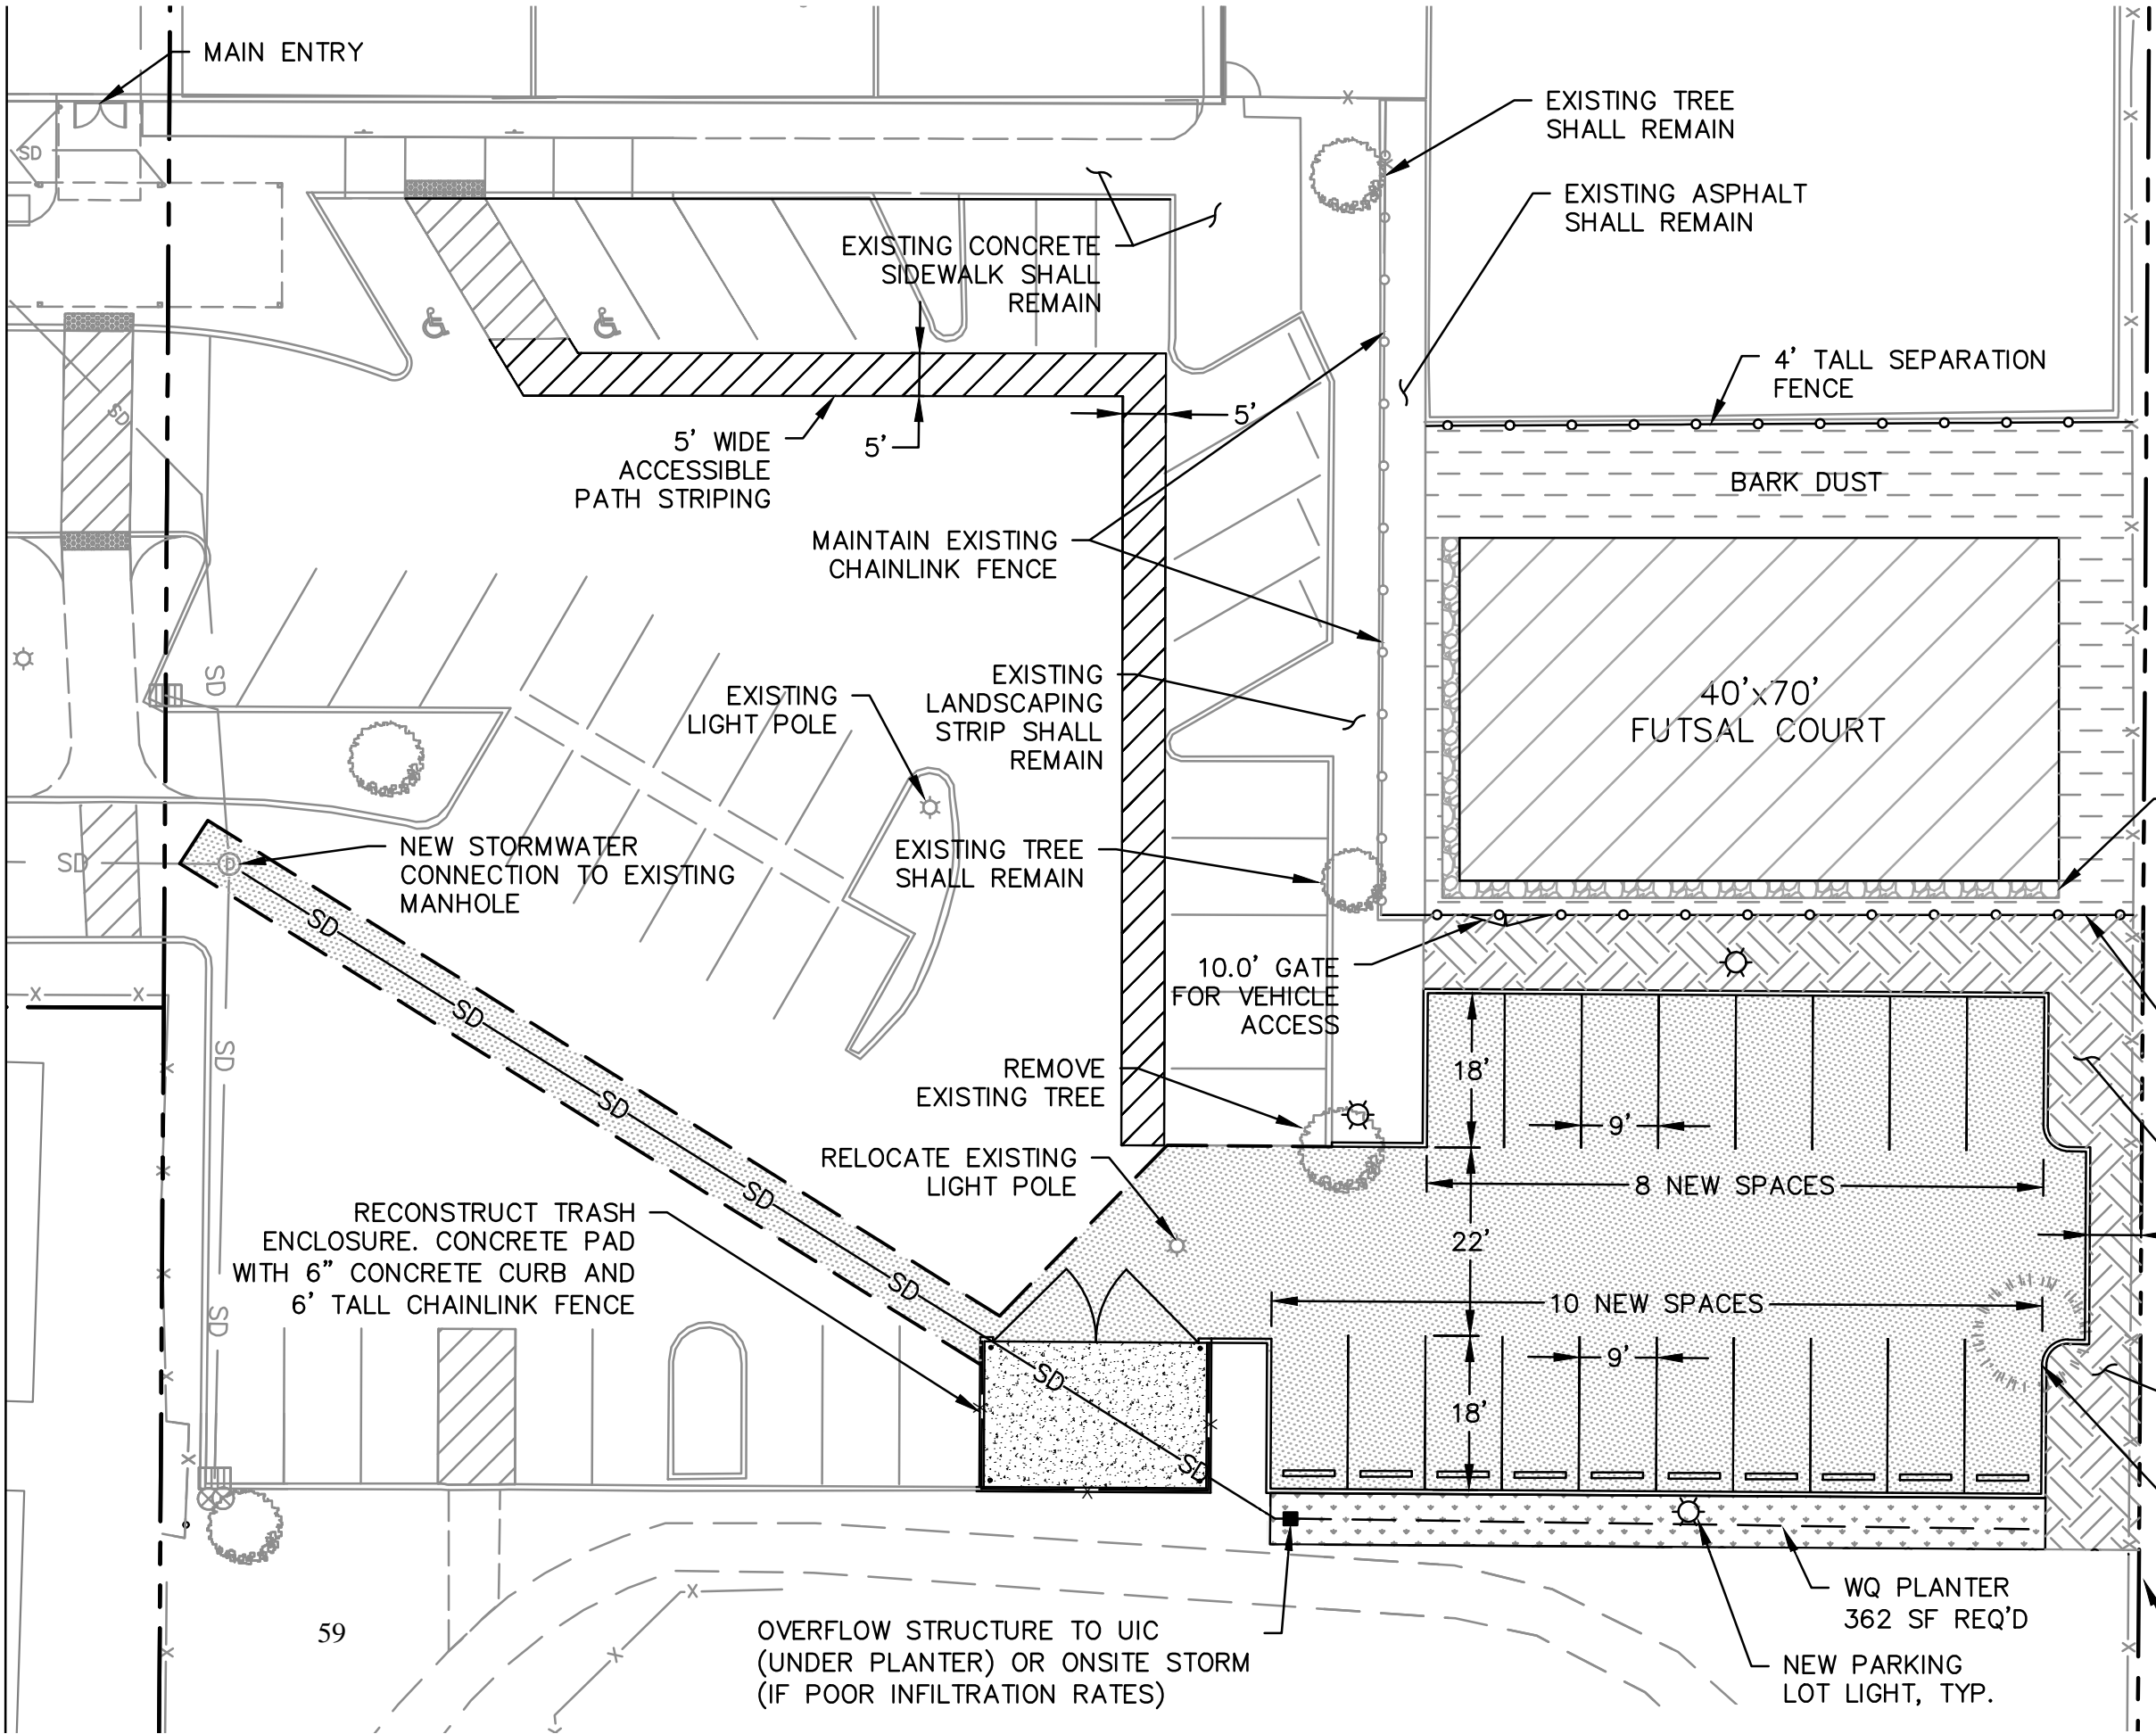 MAIN ENTRY
SD
EXISTING TREE
SHALL REMAIN
EXISTING ASPHALT
SHALL REMAIN
EXISTING CONCRETE
SIDEWALK SHALL
REMAIN
4' TALL SEPARATION
FENCE
SD
5' WIDE
ACCESSIBLE
PATH STRIPING
5'
5'
BARK DUST
MAINTAIN EXISTING
CHAINLINK FENCE
SD
EXISTING
LIGHT POLE
EXISTING
LANDSCAPING
STRIP SHALL
REMAIN
40'x70'
FUTSAL COURT
SD
D
NEW STORMWATER
CONNECTION TO EXISTING
MANHOLE
EXISTING TREE
SHALL REMAIN
SD
SD
SD
10.0' GATE
FOR VEHICLE
ACCESS
REMOVE
EXISTING TREE
18'
9'
SD
RELOCATE EXISTING
LIGHT POLE
8 NEW SPACES
SD
RECONSTRUCT TRASH
ENCLOSURE. CONCRETE PAD
WITH 6" CONCRETE CURB AND
6' TALL CHAINLINK FENCE
22'
SD
SD
10 NEW SPACES
9'
SD
18'
SD
WQ PLANTER
362 SF REQ'D
59
OVERFLOW STRUCTURE TO UIC
(UNDER PLANTER) OR ONSITE STORM
(IF POOR INFILTRATION RATES)
NEW PARKING
LOT LIGHT, TYP.